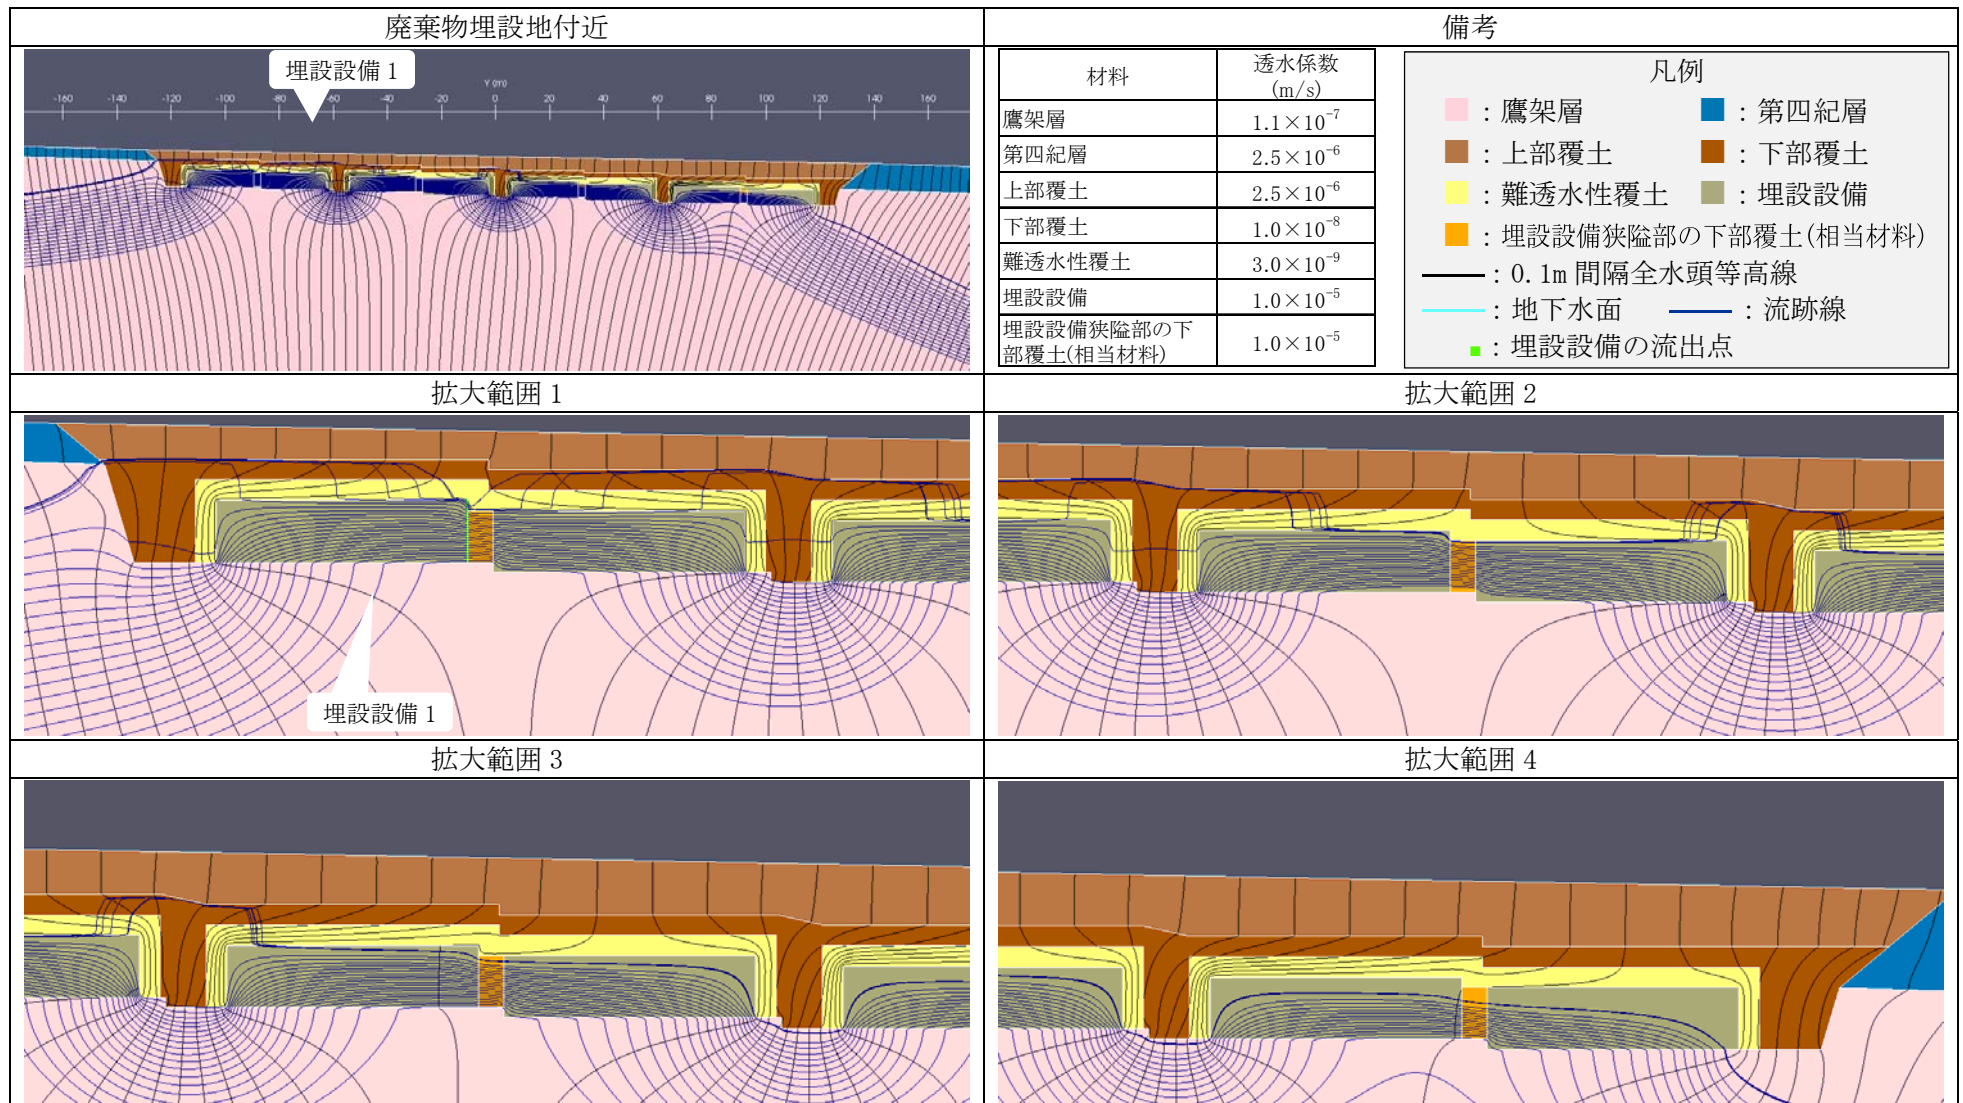 廃棄物埋設地付近
備考
埋設設備 1
Y (m)
-160 -140 -120 -100 -80 -60 -40 -20 0 20 40 60 80 100 120 140 160
材料
透水係数
(m/s)
鷹架層 1.1×10⁻⁷
第四紀層 2.5×10⁻⁶
上部覆土 2.5×10⁻⁶
下部覆土 1.0×10⁻⁸
難透水性覆土 3.0×10⁻⁹
埋設設備 1.0×10⁻⁵
埋設設備狭隘部の下
部覆土(相当材料) 1.0×10⁻⁵
凡例
:鷹架層 :第四紀層
:上部覆土 :下部覆土
:難透水性覆土 :埋設設備
:埋設設備狭隘部の下部覆土(相当材料)
:0.1m 間隔全水頭等高線
:地下水面 :流跡線
:埋設設備の流出点
拡大範囲 1
拡大範囲 2
埋設設備 1
拡大範囲 3
拡大範囲 4